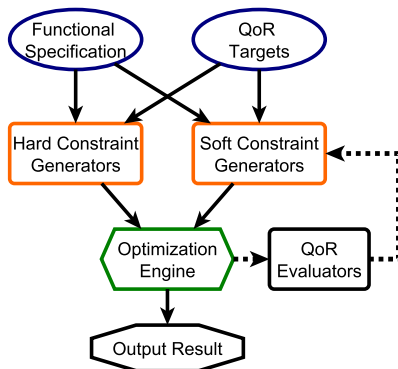 Functional
Specification
QoR
Targets
Hard Constraint
Generators
Soft Constraint
Generators
Optimization
Engine
QoR
Evaluators
Output Result